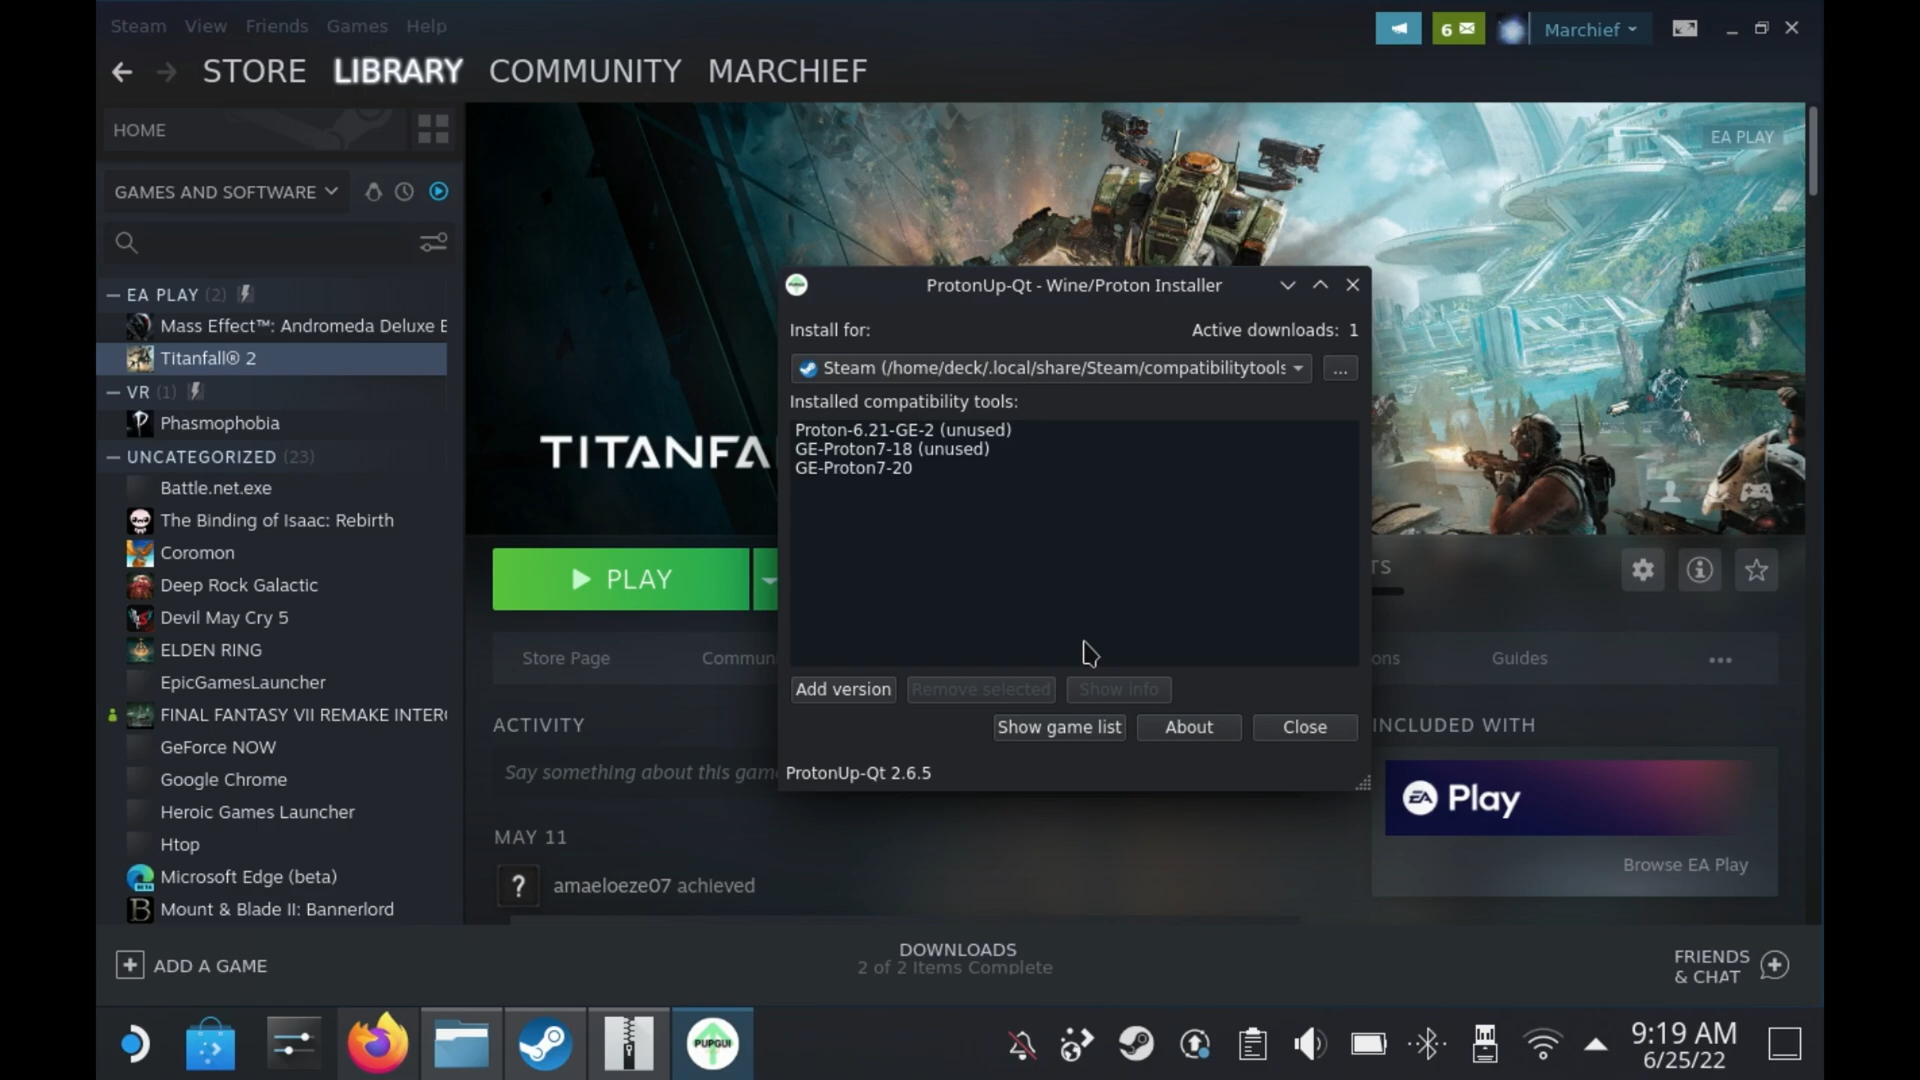 Steam View Friends Games Help
6 Marchief
STORE LIBRARY COMMUNITY MARCHIEF
HOME
GAMES AND SOFTWARE
EA PLAY (2)
Mass Effect™: Andromeda Deluxe E
Titanfall® 2
VR (1)
Phasmophobia
UNCATEGORIZED (23)
Battle.net.exe
The Binding of Isaac: Rebirth
Coromon
Deep Rock Galactic
Devil May Cry 5
ELDEN RING
EpicGamesLauncher
FINAL FANTASY VII REMAKE INTER
GeForce NOW
Google Chrome
Heroic Games Launcher
Htop
Microsoft Edge (beta)
Mount & Blade II: Bannerlord
EA PLAY
TITANFA
PLAY
TS
Store Page Commun ons Guides
ACTIVITY
Say something about this gam
MAY 11
? amaeloeze07 achieved
INCLUDED WITH
EA Play
Browse EA Play
ProtonUp-Qt - Wine/Proton Installer
Install for: Active downloads: 1
Steam (/home/deck/.local/share/Steam/compatibilitytools ...
Installed compatibility tools:
Proton-6.21-GE-2 (unused)
GE-Proton7-18 (unused)
GE-Proton7-20
Add version Remove selected Show info
Show game list About Close
ProtonUp-Qt 2.6.5
ADD A GAME
DOWNLOADS
2 of 2 Items Complete
FRIENDS
& CHAT
PUPGUI
9:19 AM
6/25/22